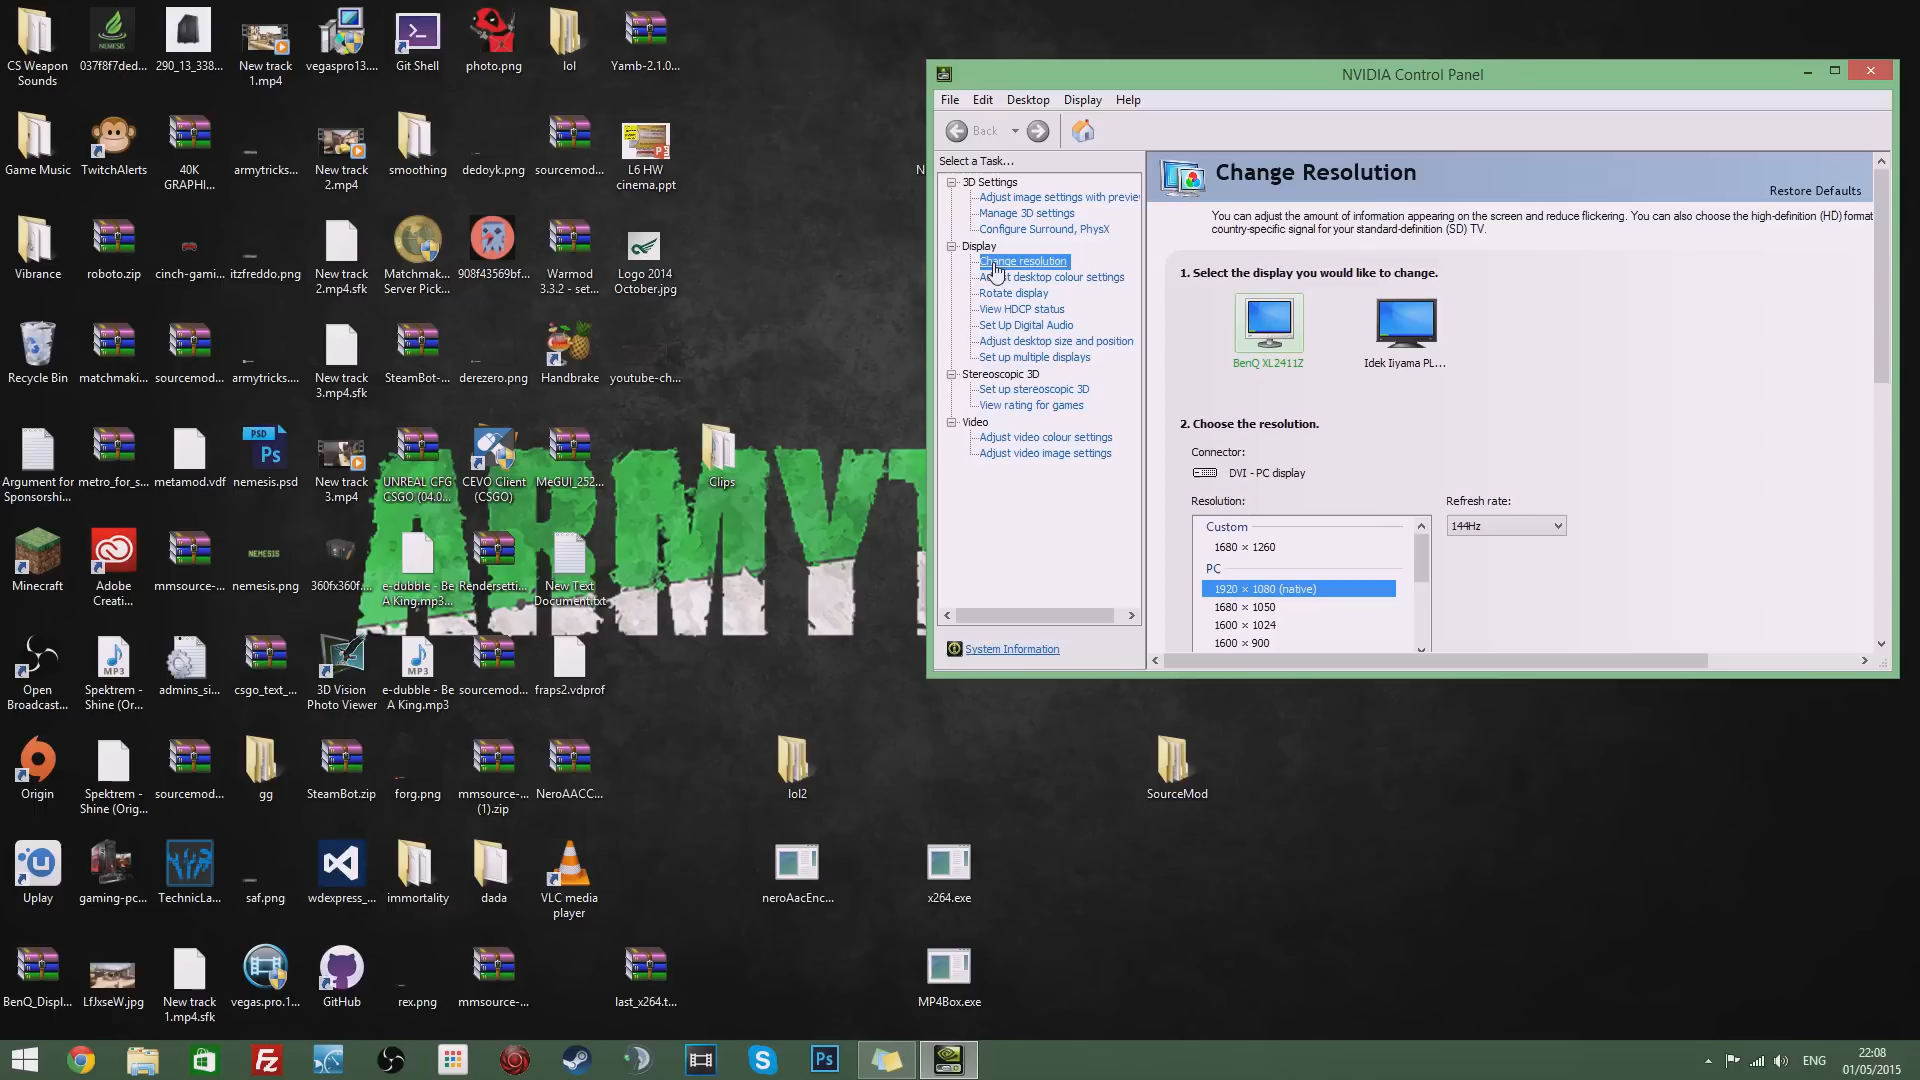 CS Weapon
Sounds
037f8f7ded...
290_13_338...
New track
1.mp4
vegaspro13....
Git Shell
photo.png
lol
Yamb-2.1.0...
Game Music
TwitchAlerts
40K
GRAPHI...
armytricks....
New track
2.mp4
smoothing
dedoyk.png
sourcemod...
L6 HW
cinema.ppt
Vibrance
roboto.zip
cinch-gami...
itzfreddo.png
New track
2.mp4.sfk
Matchmak...
Server Pick...
908f43569bf...
Warmod
3.3.2 - set...
Logo 2014
October.jpg
Recycle Bin
matchmaki...
sourcemod...
armytricks....
New track
3.mp4.sfk
SteamBot-...
derezero.png
Handbrake
youtube-ch...
Argument for
Sponsorshi...
metro_for_s...
metamod.vdf
PSD
Ps
nemesis.psd
New track
3.mp4
UNREAL CFG
CSGO (04.0...
CEVO Client
(CSGO)
MeGUI_252...
Clips
ARMYT
Minecraft
Adobe
Creati...
mmsource-...
NEMESIS
nemesis.png
360fx360f....
e-dubble - Be
A King.mp3...
Rendersetti...
New Text
Document.txt
Open
Broadcast...
MP3
Spektrem -
Shine (Or...
admins_si...
csgo_text_...
3D Vision
Photo Viewer
MP3
e-dubble - Be
A King.mp3
sourcemod...
fraps2.vdprof
Origin
Spektrem -
Shine (Orig...
sourcemod...
gg
SteamBot.zip
forg.png
mmsource-...
(1).zip
NeroAACC...
lol2
SourceMod
Uplay
gaming-pc...
TechnicLa...
saf.png
wdexpress_...
immortality
dada
VLC media
player
neroAacEnc...
x264.exe
BenQ_Displ...
LfJxseW.jpg
New track
1.mp4.sfk
vegas.pro.1...
GitHub
rex.png
mmsource-...
last_x264.t...
MP4Box.exe
N
NVIDIA Control Panel
File Edit Desktop Display Help
Back
Select a Task...
3D Settings
Adjust image settings with previe
Manage 3D settings
Configure Surround, PhysX
Display
Change resolution
Adjust desktop colour settings
Rotate display
View HDCP status
Set Up Digital Audio
Adjust desktop size and position
Set up multiple displays
Stereoscopic 3D
Set up stereoscopic 3D
View rating for games
Video
Adjust video colour settings
Adjust video image settings
System Information
Change Resolution
Restore Defaults
You can adjust the amount of information appearing on the screen and reduce flickering. You can also choose the high-definition (HD) format
country-specific signal for your standard-definition (SD) TV.
1. Select the display you would like to change.
BenQ XL2411Z
Idek Iiyama PL...
2. Choose the resolution.
Connector:
DVI - PC display
Resolution:
Refresh rate:
Custom
1680 × 1260
PC
1920 × 1080 (native)
1680 × 1050
1600 × 1024
1600 × 900
144Hz
Ps
ENG
22:08
01/05/2015